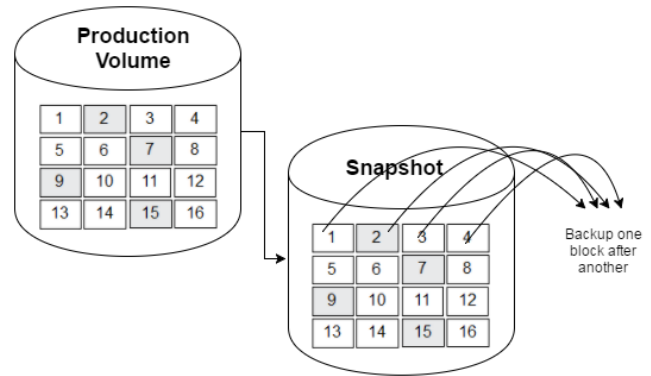 Production
Volume
1 2 3 4
5 6 7 8
9 10 11 12
13 14 15 16
Snapshot
1 2 3 4
5 6 7 8
9 10 11 12
13 14 15 16
Backup one
block after
another